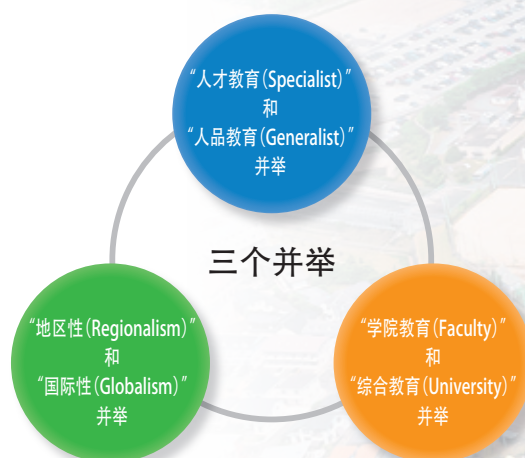 “人才教育(Specialist)”
和
“人品教育(Generalist)”
并举
三个并举
“地区性(Regionalism)”
和
“国际性(Globalism)”
并举
“学院教育(Faculty)”
和
“综合教育(University)”
并举